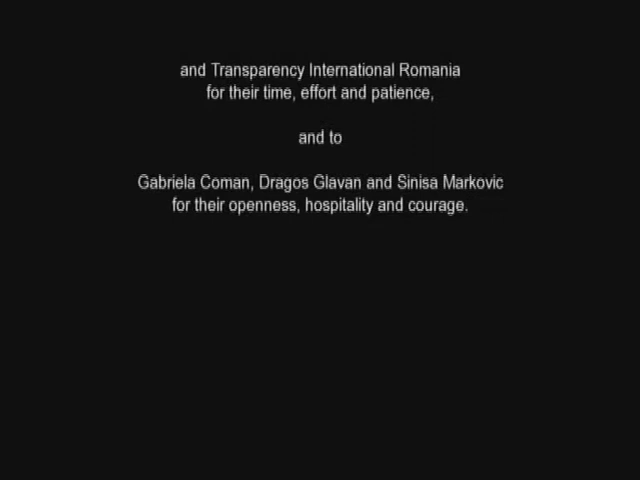 and Transparency International Romania
for their time, effort and patience,
and to
Gabriela Coman, Dragos Glavan and Sinisa Markovic
for their openness, hospitality and courage.